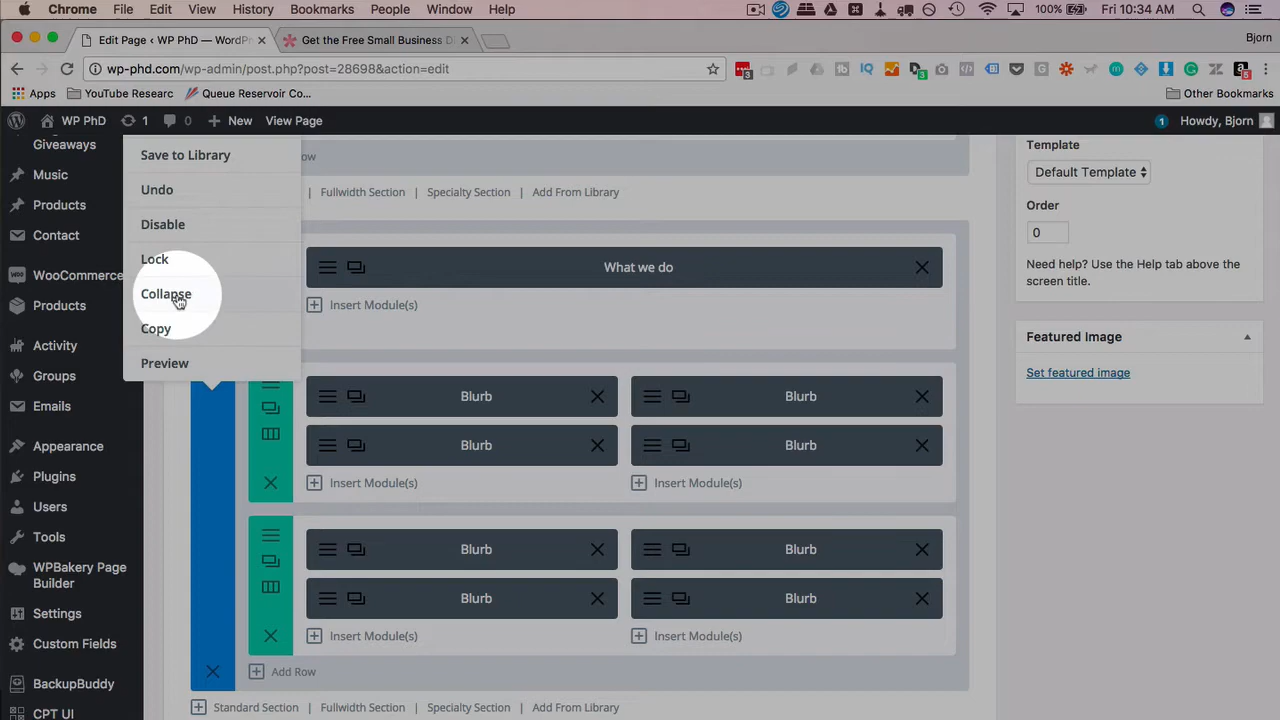 Chrome File Edit View History Bookmarks People Window Help 100% Fri 10:34 AM
Edit Page ‹ WP PhD — WordPr Get the Free Small Business D Bjorn
wp-phd.com/wp-admin/post.php?post=28698&action=edit
Apps YouTube Researc Queue Reservoir Co... Other Bookmarks
WP PhD 1 0 New View Page 1 Howdy, Bjorn
Giveaways
Music
Products
Contact
WooCommerce
Products
Activity
Groups
Emails
Appearance
Plugins
Users
Tools
WPBakery Page
Builder
Settings
Custom Fields
BackupBuddy
CPT UI
Save to Library
Undo
Disable
Lock
Collapse
Copy
Preview
ow
| Fullwidth Section | Specialty Section | Add From Library
What we do
Insert Module(s)
Blurb Blurb
Blurb Blurb
Insert Module(s) Insert Module(s)
Blurb Blurb
Blurb Blurb
Insert Module(s) Insert Module(s)
Add Row
Standard Section | Fullwidth Section | Specialty Section | Add From Library
Template
Default Template
Order
0
Need help? Use the Help tab above the
screen title.
Featured Image
Set featured image